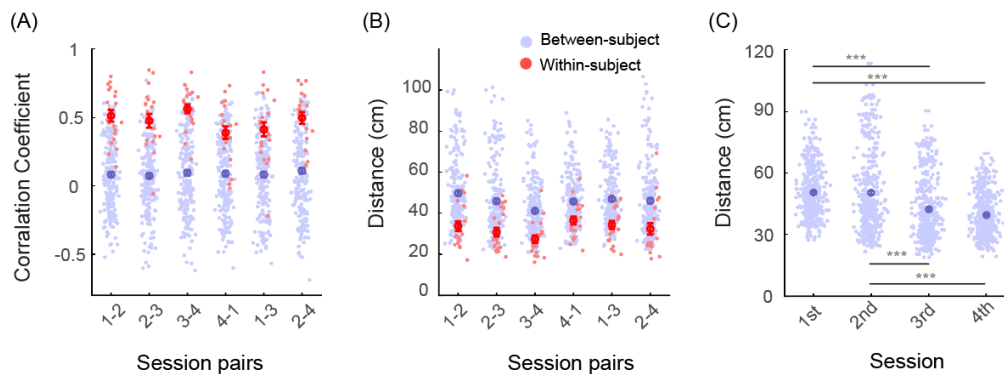 (A)
(B)
(C)
Corralation Coefficient
1
0.5
0
-0.5
1-2
2-3
3-4
4-1
1-3
2-4
Session pairs
Between-subject
Within-subject
Distance (cm)
100
80
60
40
20
0
1-2
2-3
3-4
4-1
1-3
2-4
Session pairs
Distance (cm)
120
90
60
30
0
***
***
***
***
1st
2nd
3rd
4th
Session